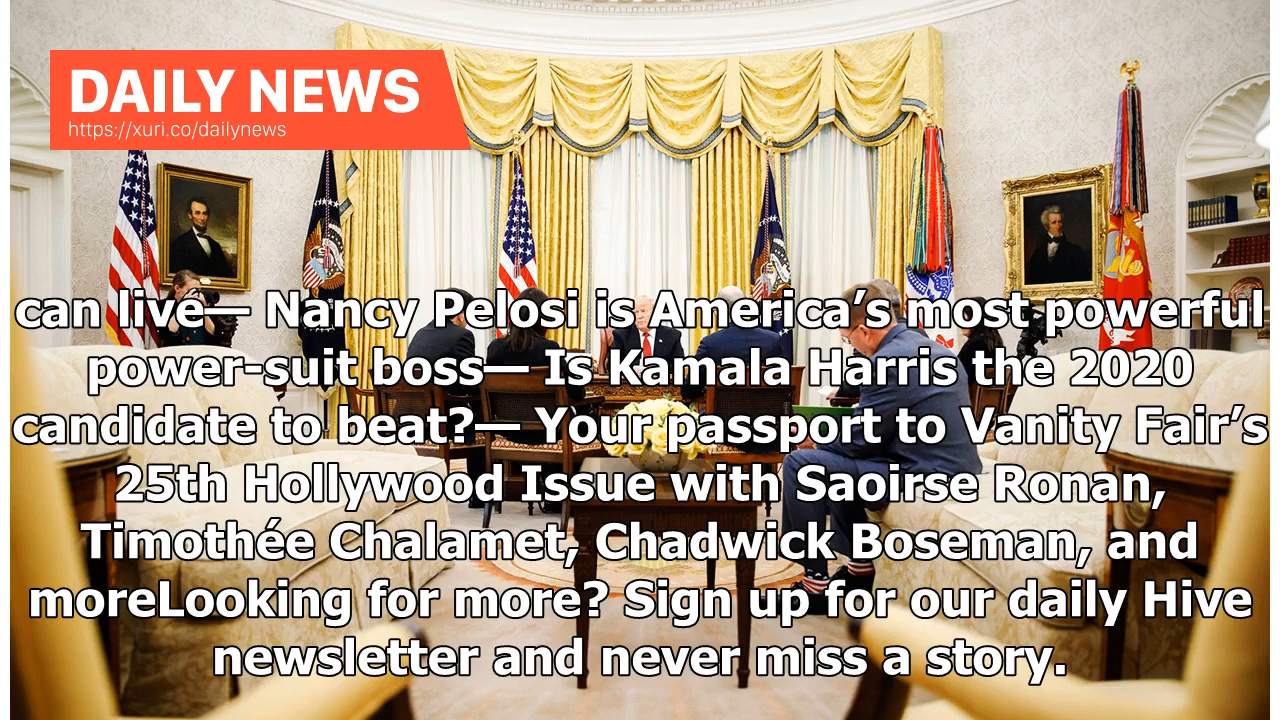 DAILY NEWS
https://xuri.co/dailynews
can live— Nancy Pelosi is America’s most powerful
power-suit boss— Is Kamala Harris the 2020
candidate to beat?— Your passport to Vanity Fair’s
25th Hollywood Issue with Saoirse Ronan,
Timothée Chalamet, Chadwick Boseman, and
moreLooking for more? Sign up for our daily Hive
newsletter and never miss a story.